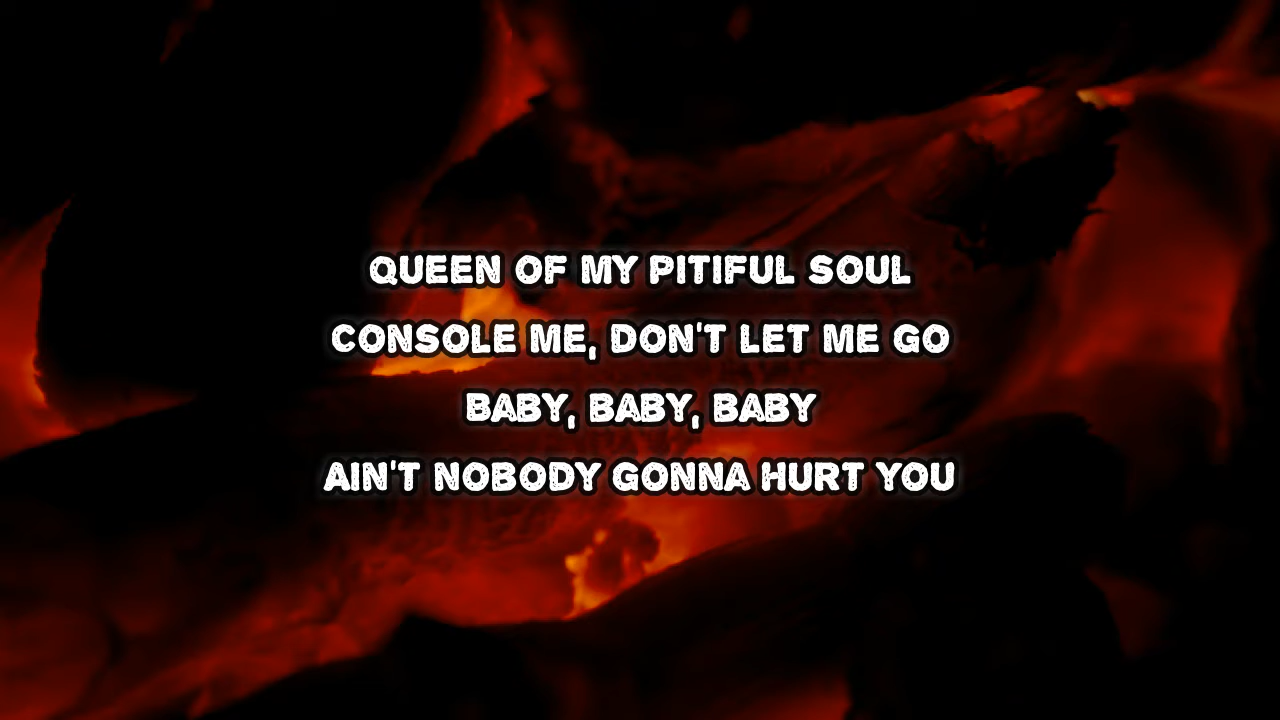 QUEEN OF MY PITIFUL SOUL
CONSOLE ME, DON'T LET ME GO
BABY, BABY, BABY
AIN'T NOBODY GONNA HURT YOU